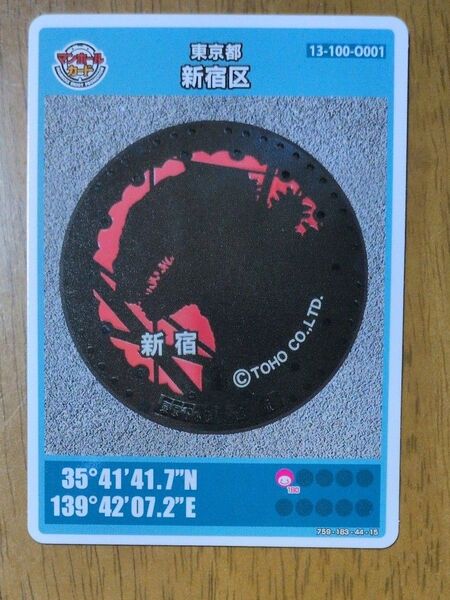 マンホール
カード
東京都
新宿区
13-100-O001
新宿
©TOHO CO.,LTD.
35°41'41.7"N
139°42'07.2"E
180
759-183-44-15